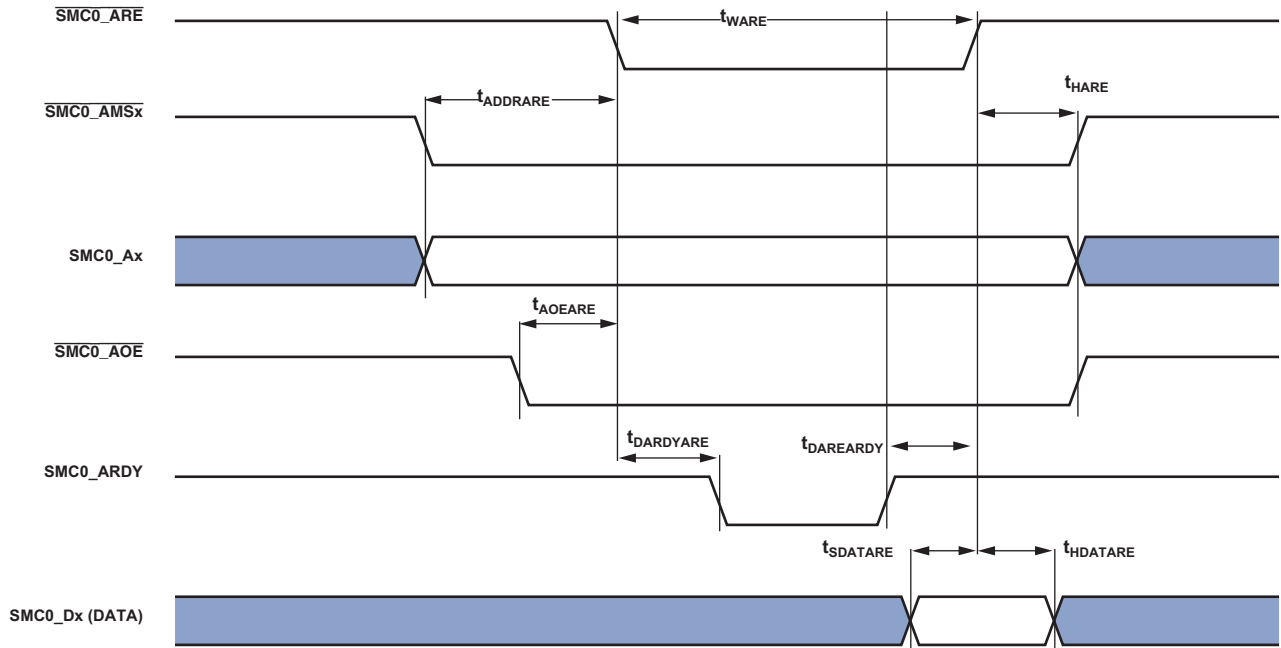 SMC0_ARE
tWARE
tHARE
tADDRARE
SMC0_AMSx
SMC0_Ax
tAOEARE
SMC0_AOE
tDARDYARE
tDAREARDY
SMC0_ARDY
tSDATARE
tHDATARE
SMC0_Dx (DATA)